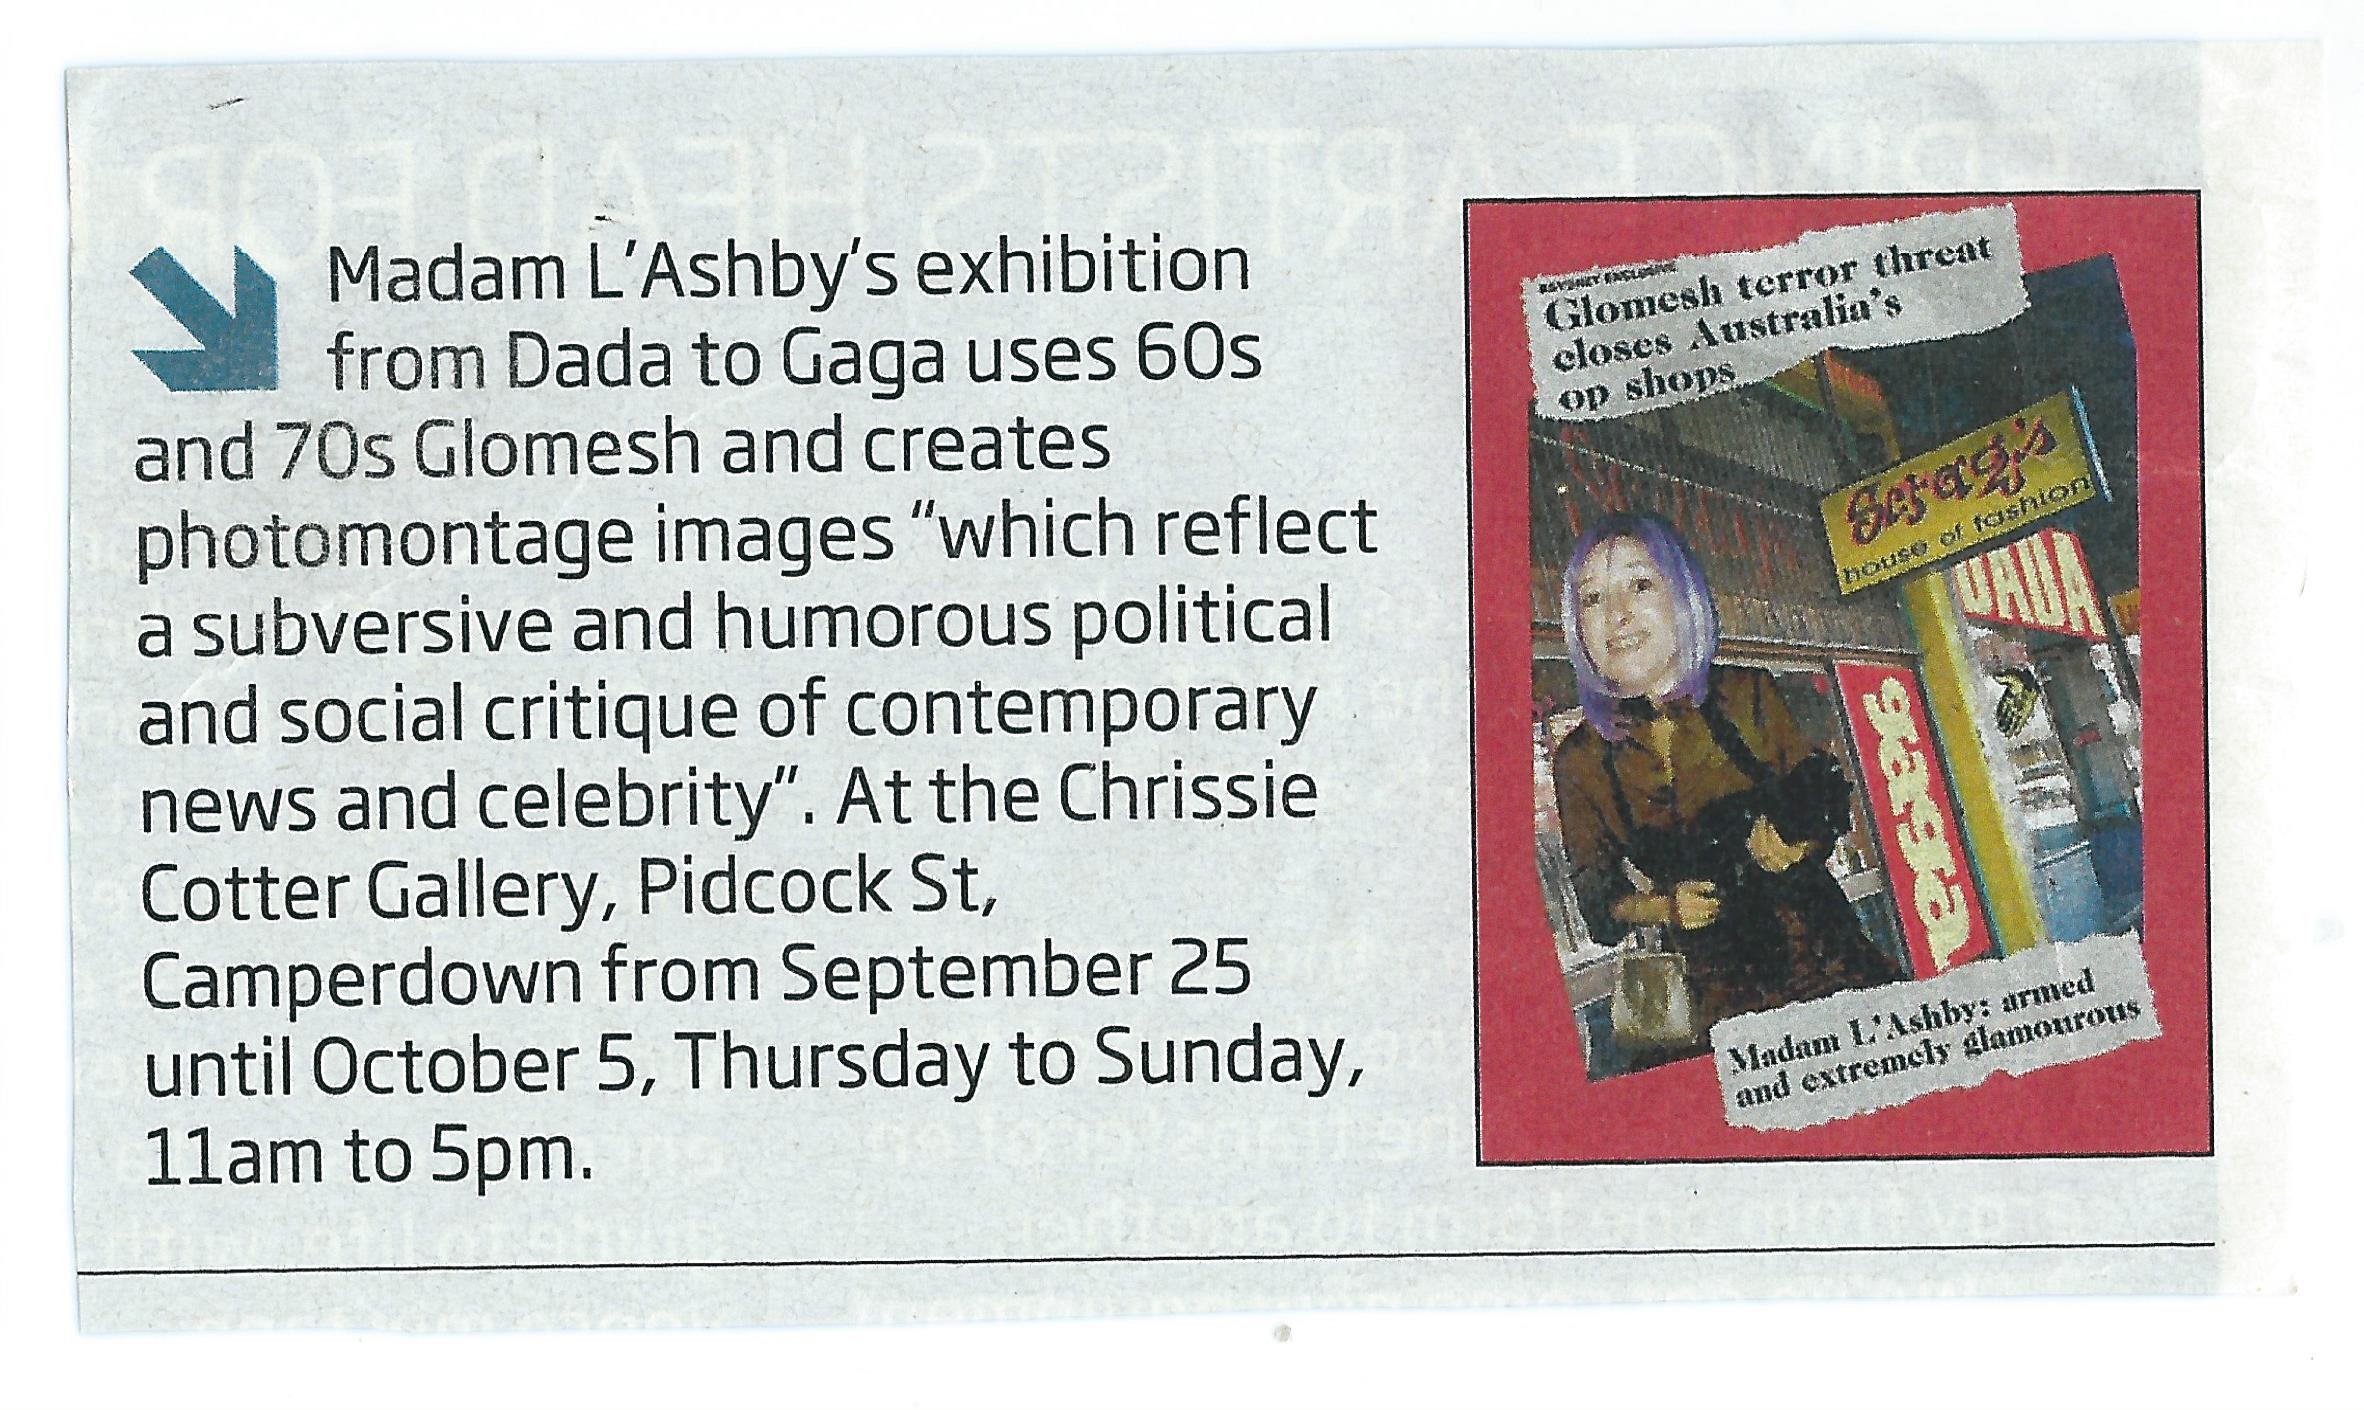 Madam L'Ashby's exhibition
from Dada to Gaga uses 60s
and 70s Glomesh and creates
photomontage images “which reflect
a subversive and humorous political
and social critique of contemporary
news and celebrity”. At the Chrissie
Cotter Gallery, Pidcock St,
Camperdown from September 25
until October 5, Thursday to Sunday,
11am to 5pm.
EXCLUSIVE
Glomesh terror threat
closes Australia's
op shops
Scrag's
house of fashion
DADA
gaga
Madam L'Ashby: armed
and extremely glamourous